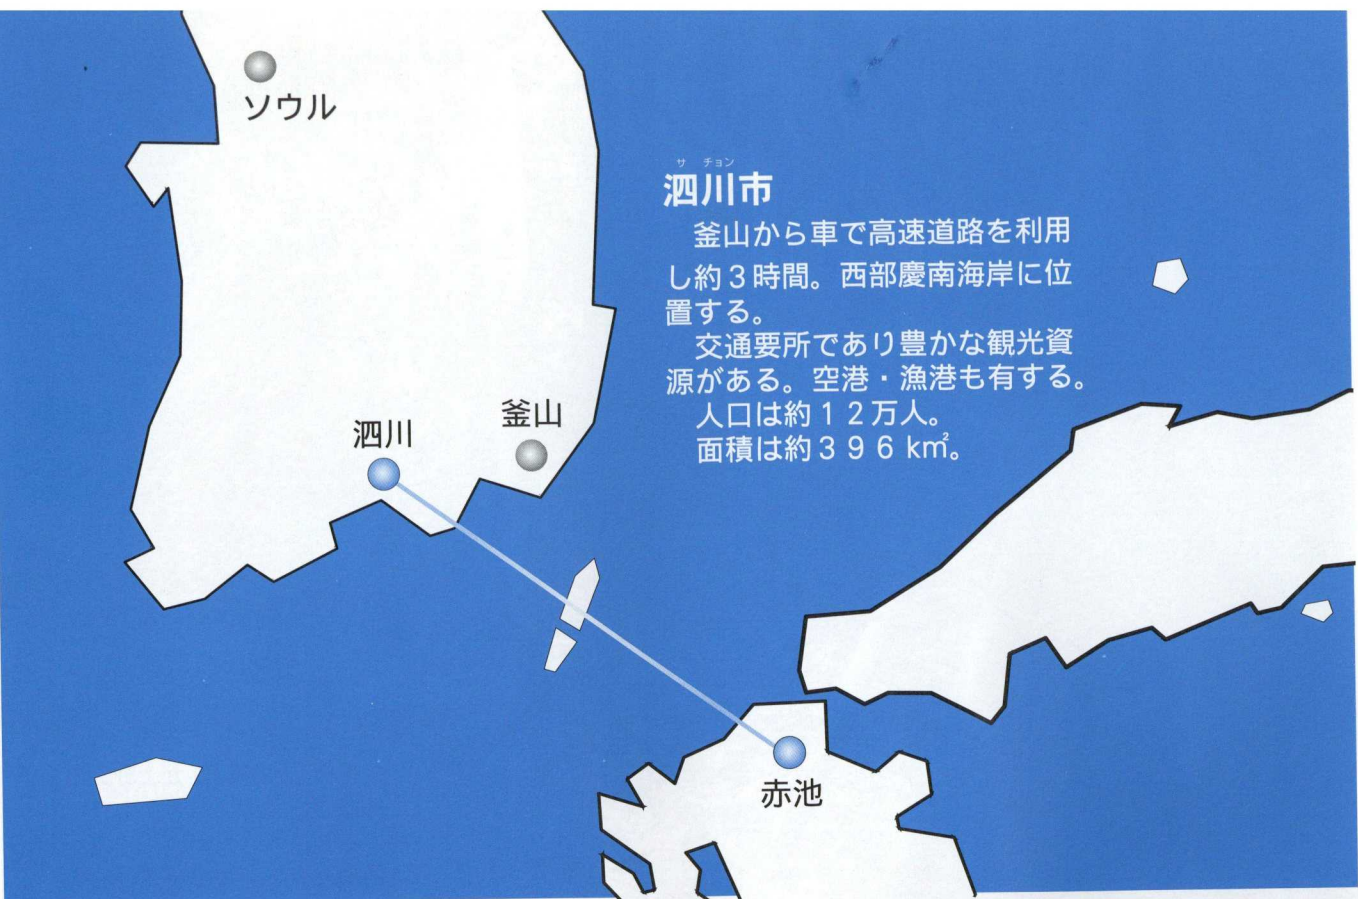 ソウル
サ チョン
泗川市
釜山から車で高速道路を利用
し約３時間。西部慶南海岸に位
置する。
交通要所であり豊かな観光資
源がある。空港・漁港も有する。
人口は約１２万人。
面積は約３９６㎢。
釜山
泗川
赤池